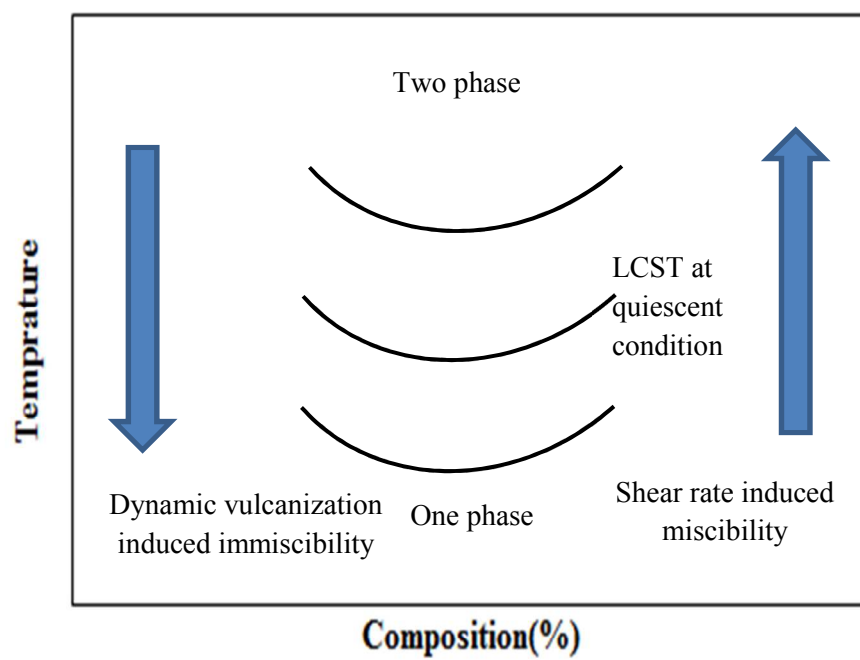 Two phase
LCST at
quiescent
condition
Temprature
Dynamic vulcanization
induced immiscibility
One phase
Shear rate induced
miscibility
Composition(%)